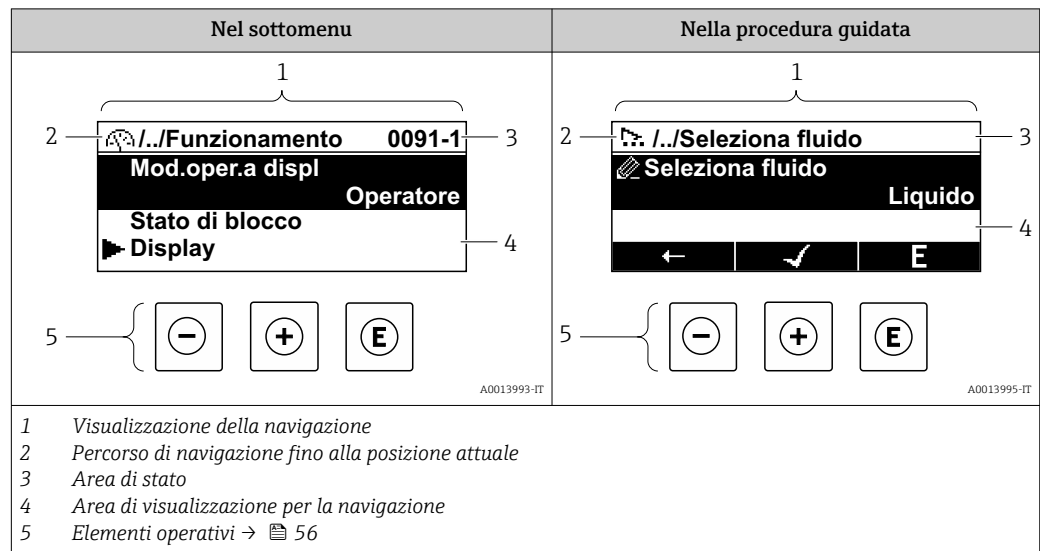 Nel sottomenu
1
2
/../Funzionamento 0091-1
3
Mod.oper.a displ
Operatore
Stato di blocco
Display
4
5
- + E
A0013993-IT
Nella procedura guidata
1
2
/../Seleziona fluido
3
Seleziona fluido
Liquido
4
← ✓ E
5
- + E
A0013995-IT
1 Visualizzazione della navigazione
2 Percorso di navigazione fino alla posizione attuale
3 Area di stato
4 Area di visualizzazione per la navigazione
5 Elementi operativi → 56